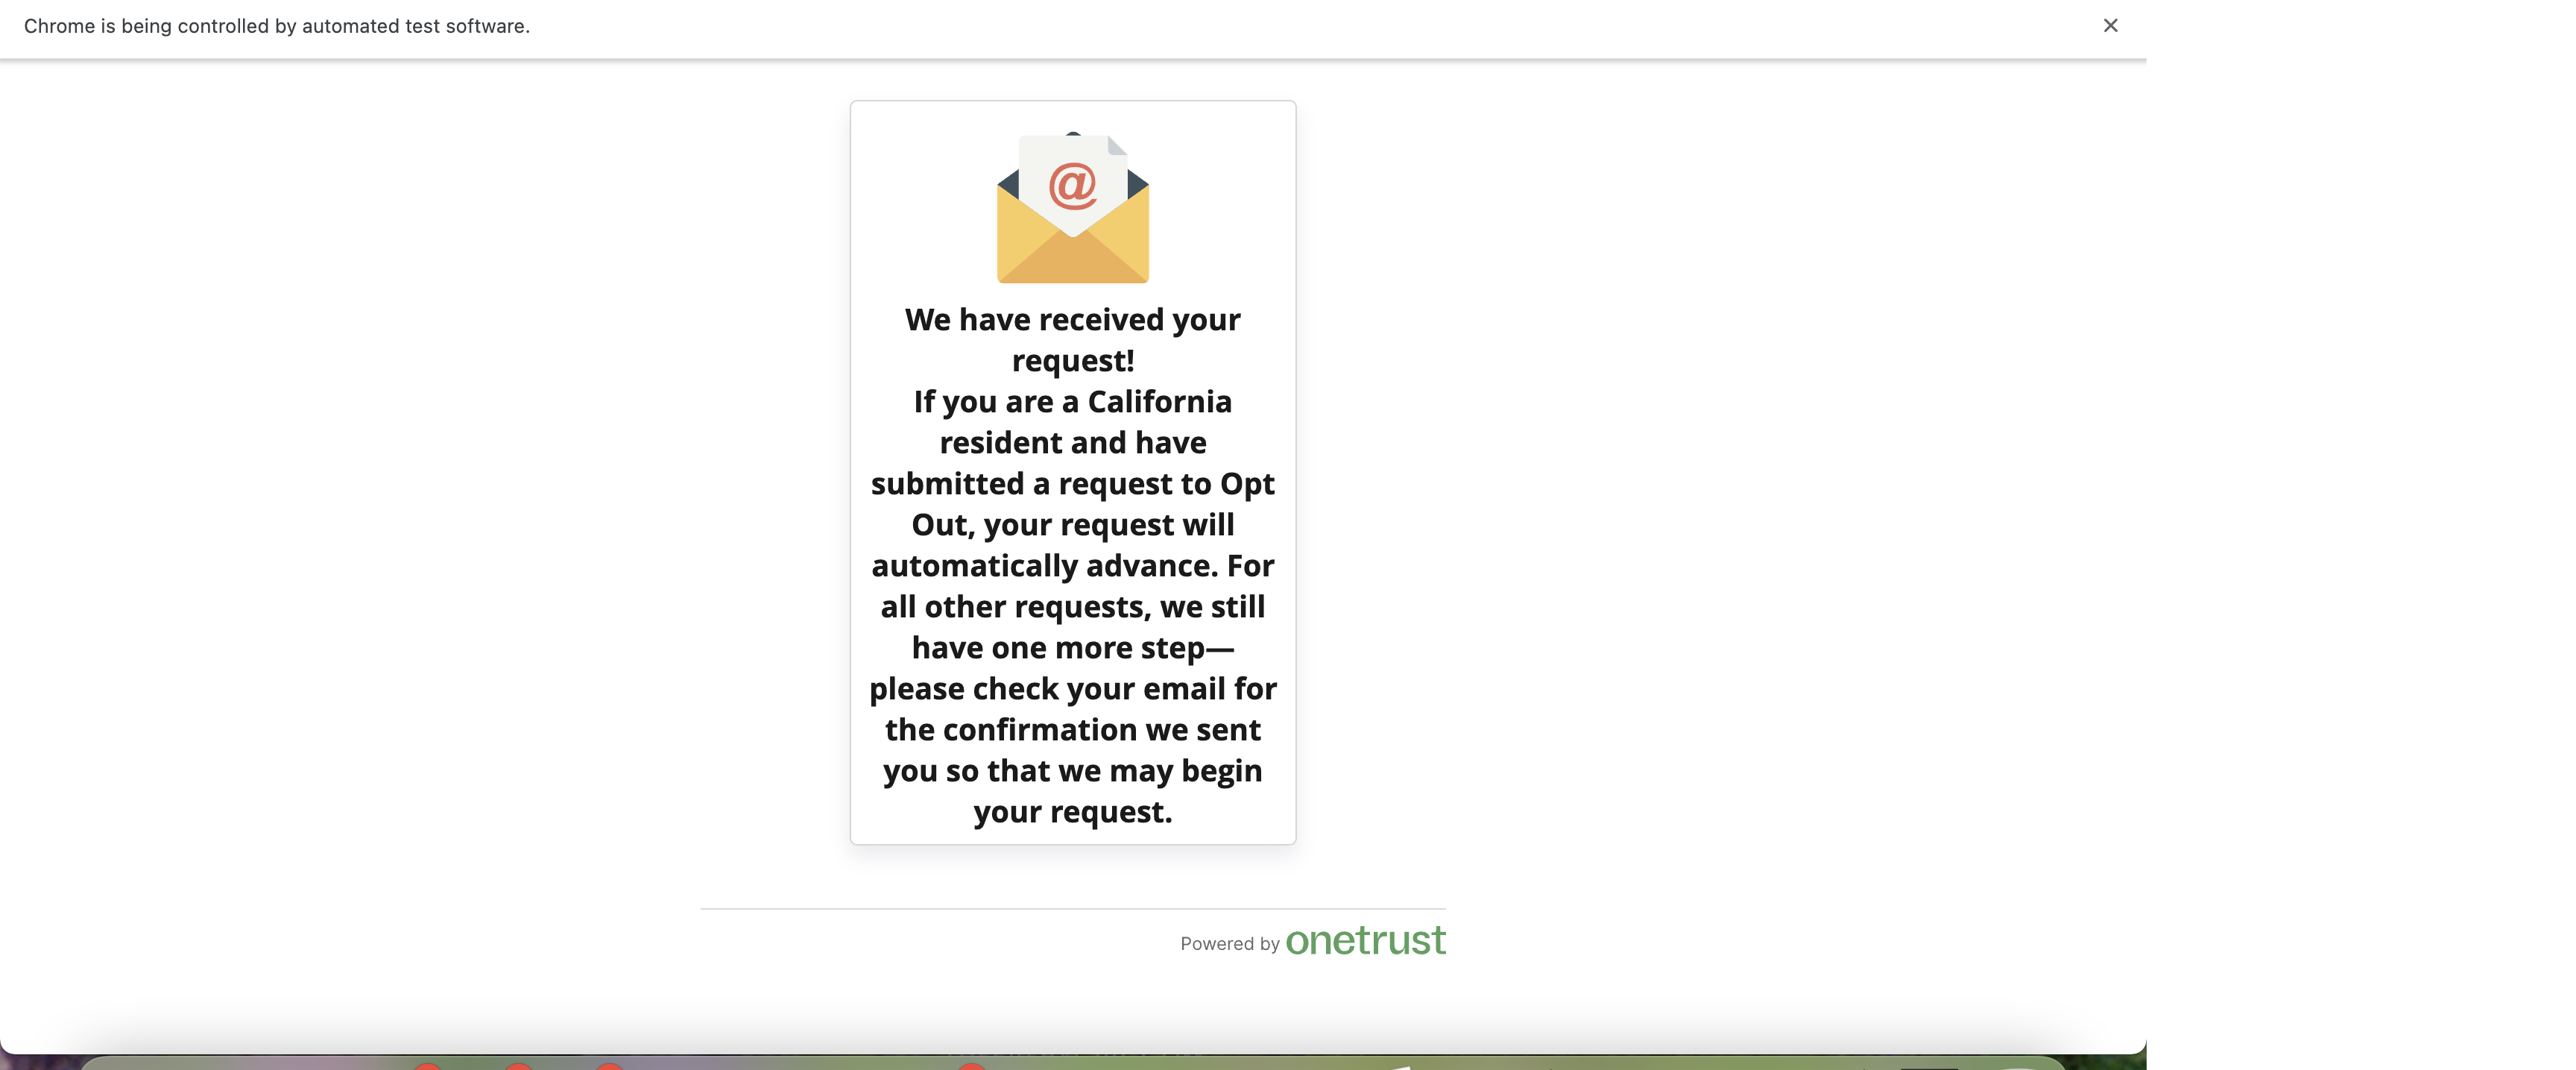 Chrome is being controlled by automated test software.
@
We have received your
request!
If you are a California
resident and have
submitted a request to Opt
Out, your request will
automatically advance. For
all other requests, we still
have one more step—
please check your email for
the confirmation we sent
you so that we may begin
your request.
Powered by onetrust